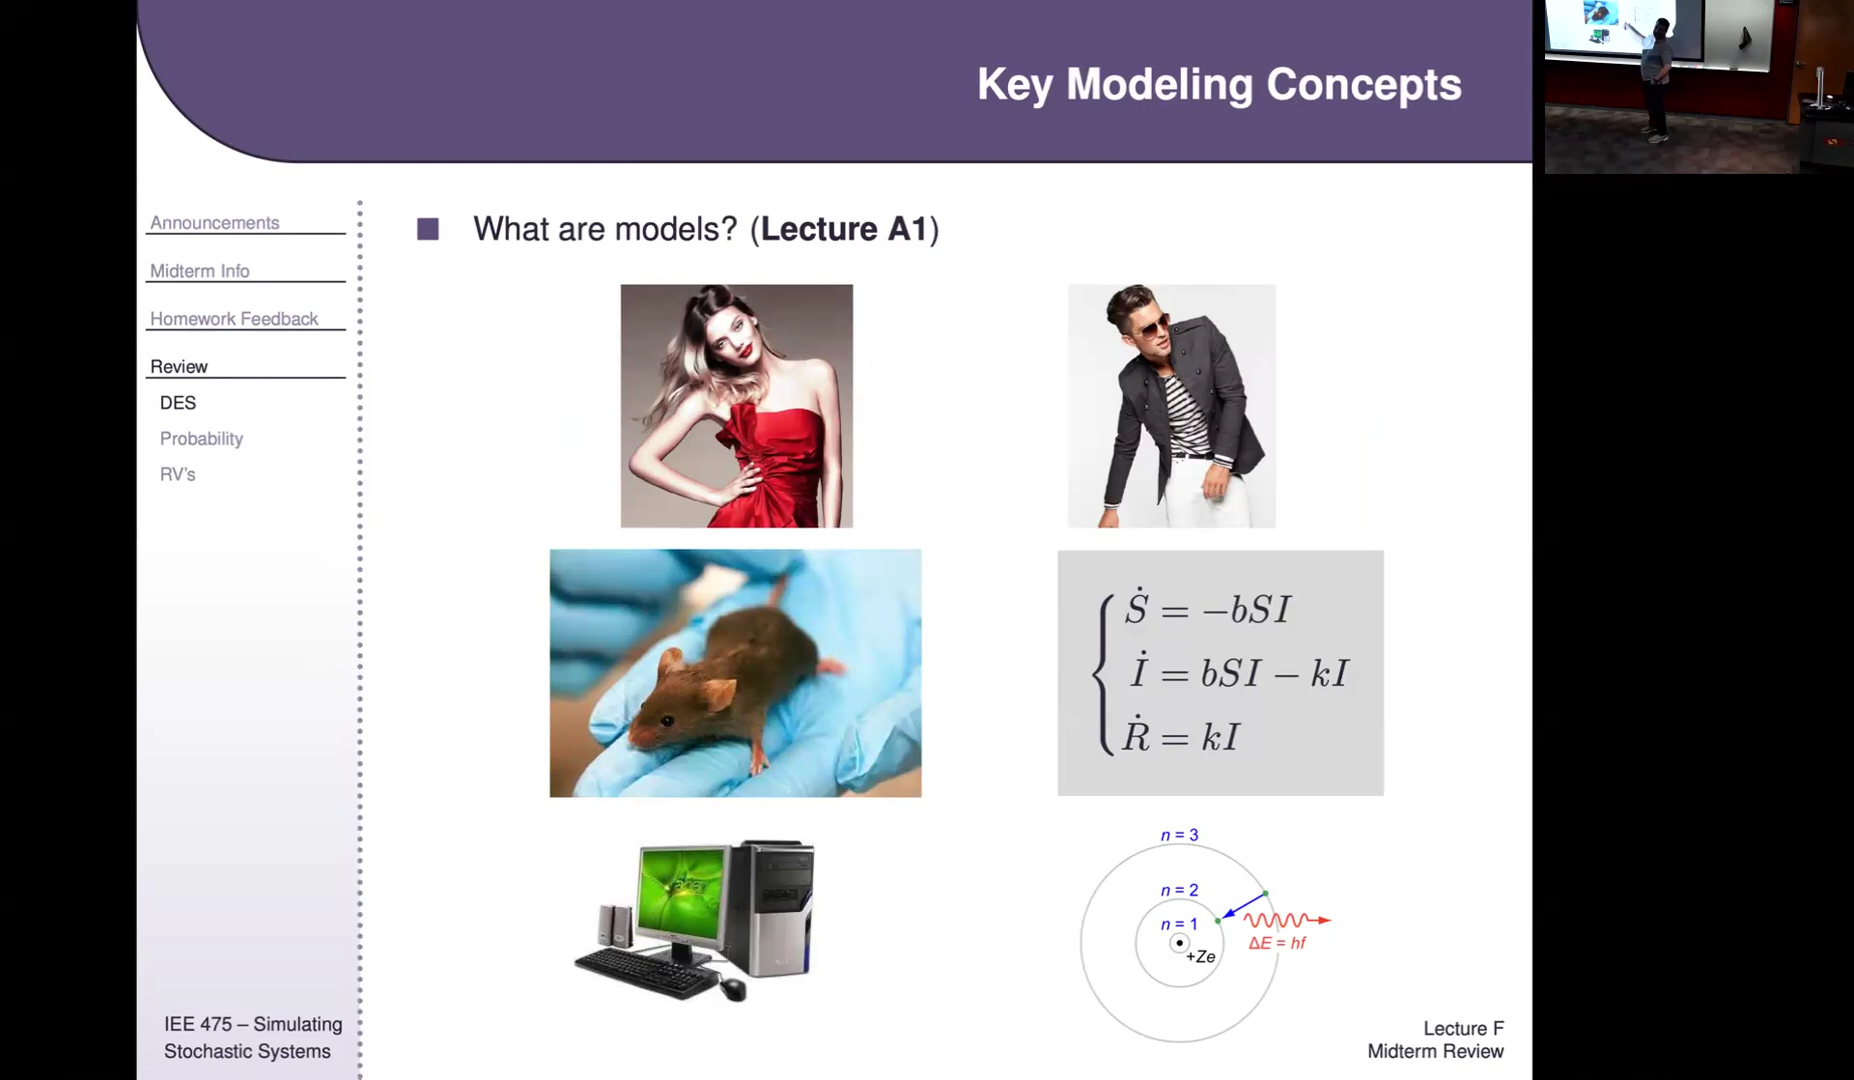 Key Modeling Concepts
Announcements
Midterm Info
Homework Feedback
Review
DES
Probability
RV's
IEE 475 – Simulating
Stochastic Systems
What are models? (Lecture A1)
Ṡ = −bSI
İ = bSI − kI
Ṙ = kI
n = 3
n = 2
n = 1
+Ze
ΔE = hf
Lecture F
Midterm Review